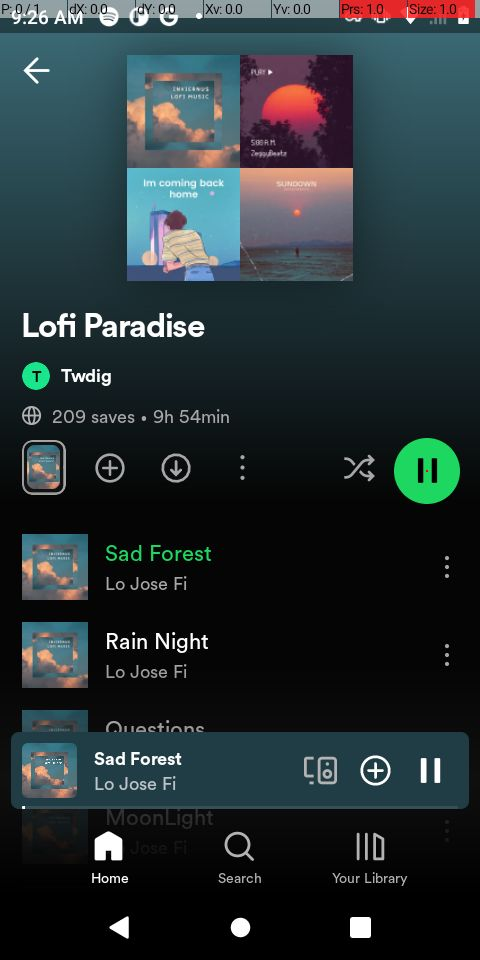 P: 0 / 1 dX: 0.0 dY: 0.0 Xv: 0.0 Yv: 0.0 Prs: 1.0 Size: 1.0
9:26 AM
INKIERNUS
LOFI MUSIC
PLAY ▶
5:00 A.M.
ZeggyBeats
Im coming back
home
SUNDOWN
Lofi Paradise
T Twdig
209 saves • 9h 54min
Sad Forest
Lo Jose Fi
Rain Night
Lo Jose Fi
Questions
Sad Forest
Lo Jose Fi
MoonLight
Jose Fi
Home Search Your Library